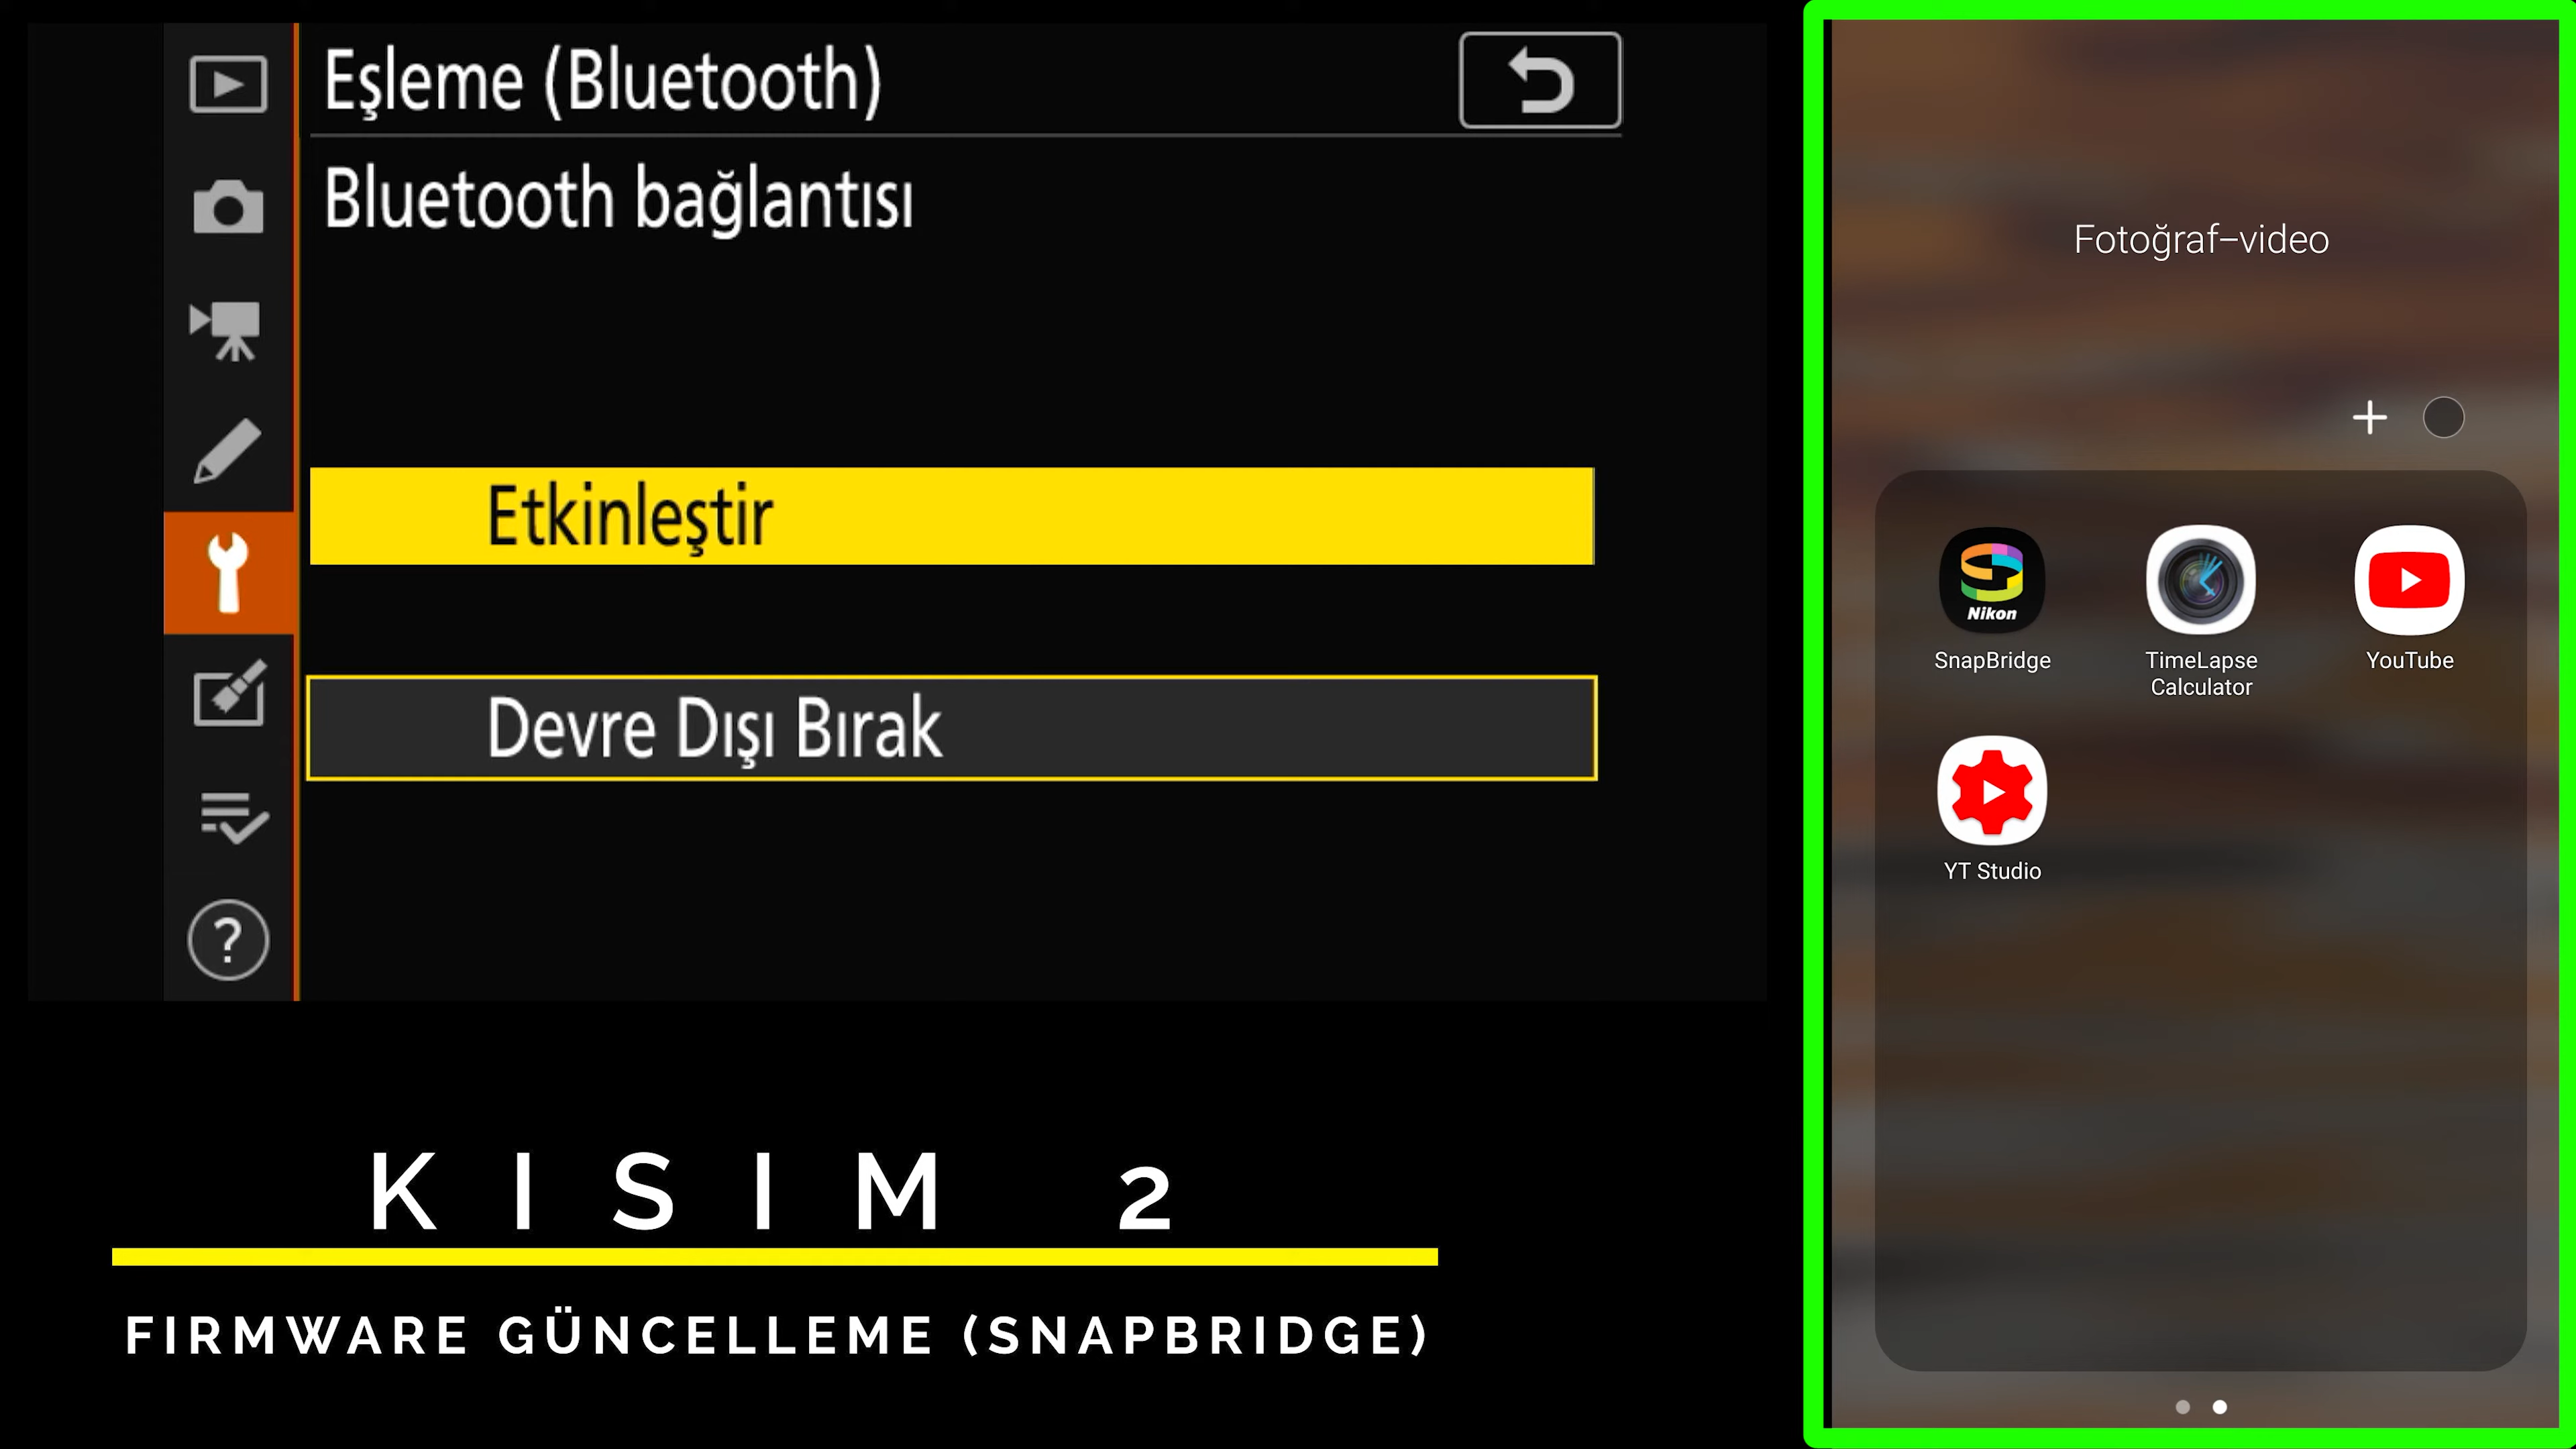 Eşleme (Bluetooth)
Bluetooth bağlantısı
Etkinleştir
Devre Dışı Bırak
?
KISIM 2
FIRMWARE GÜNCELLEME (SNAPBRIDGE)
Fotoğraf-video
+
Nikon
SnapBridge
TimeLapse
Calculator
YouTube
YT Studio